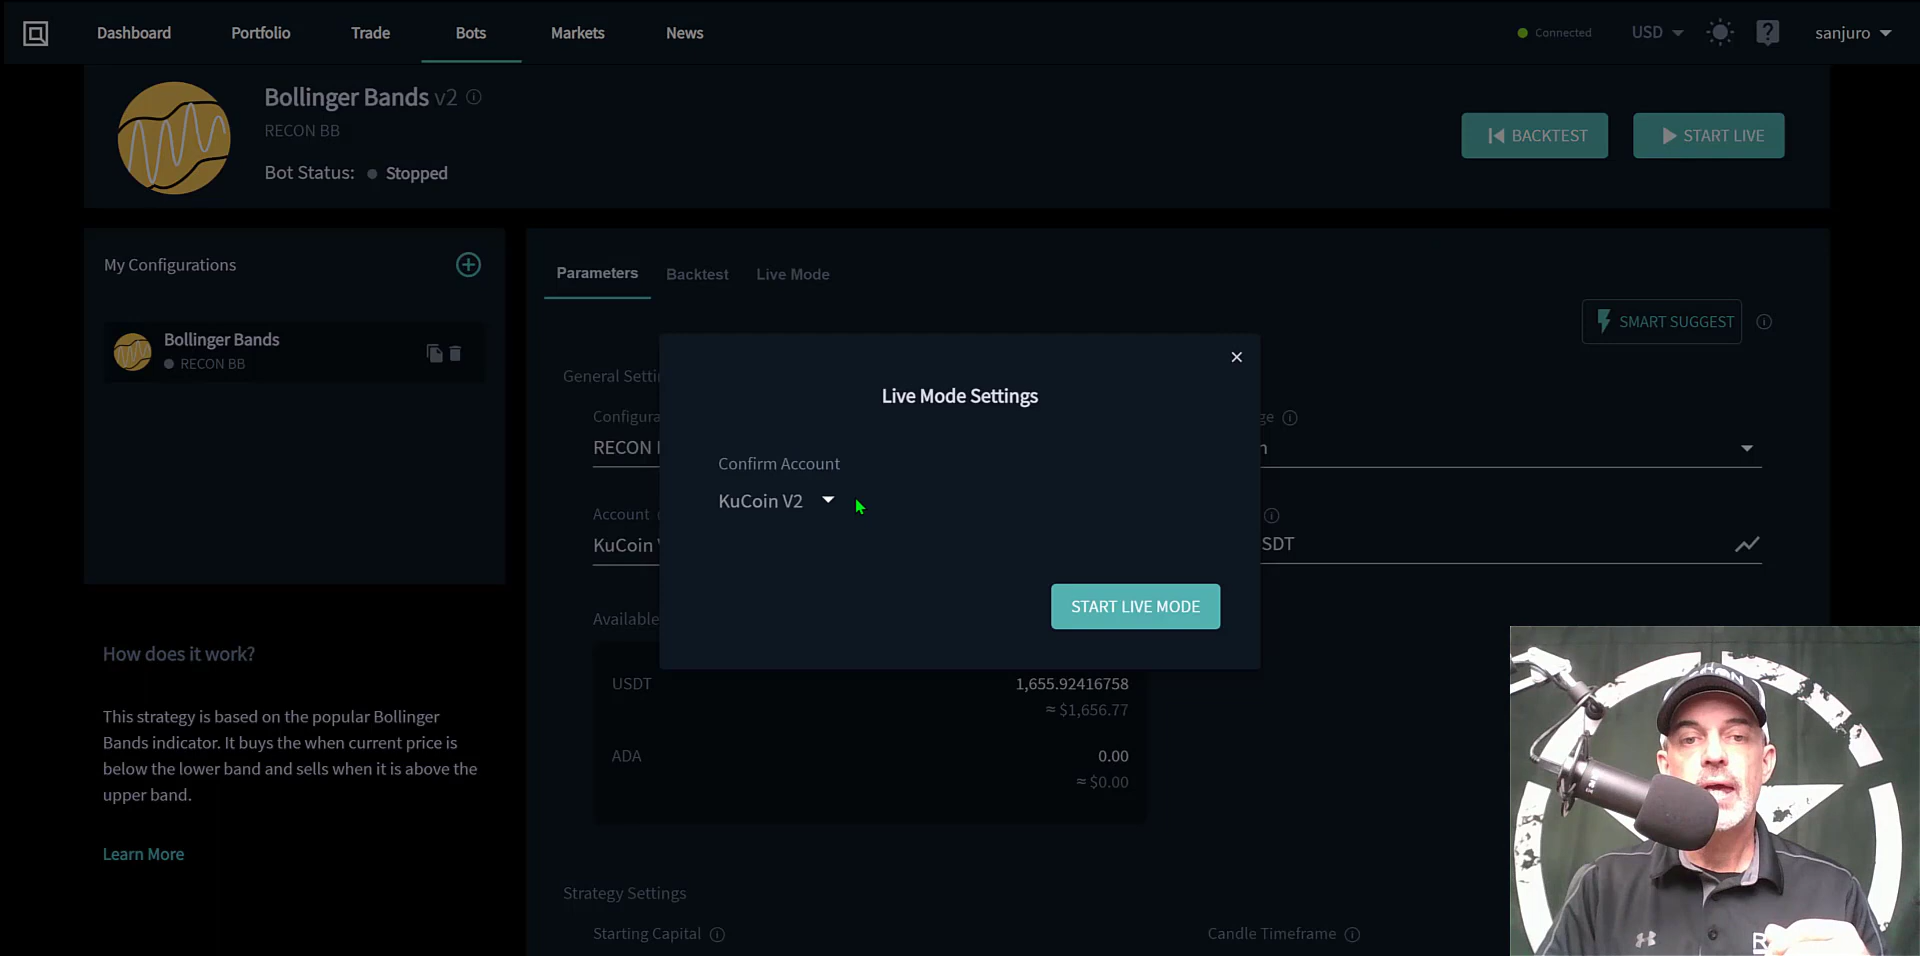 Dashboard Portfolio Trade Bots Markets News Connected USD sanjuro
Bollinger Bands v2
RECON BB
Bot Status: Stopped
BACKTEST START LIVE
My Configurations
Bollinger Bands
RECON BB
How does it work?
This strategy is based on the popular Bollinger
Bands indicator. It buys the when current price is
below the lower band and sells when it is above the
upper band.
Learn More
Parameters Backtest Live Mode
SMART SUGGEST
General Setti
Configura
RECON
Account
KuCoin
SDT
Live Mode Settings
Confirm Account
KuCoin V2
START LIVE MODE
Available
USDT 1,655.92416758
≈ $1,656.77
ADA 0.00
≈ $0.00
Strategy Settings
Starting Capital Candle Timeframe